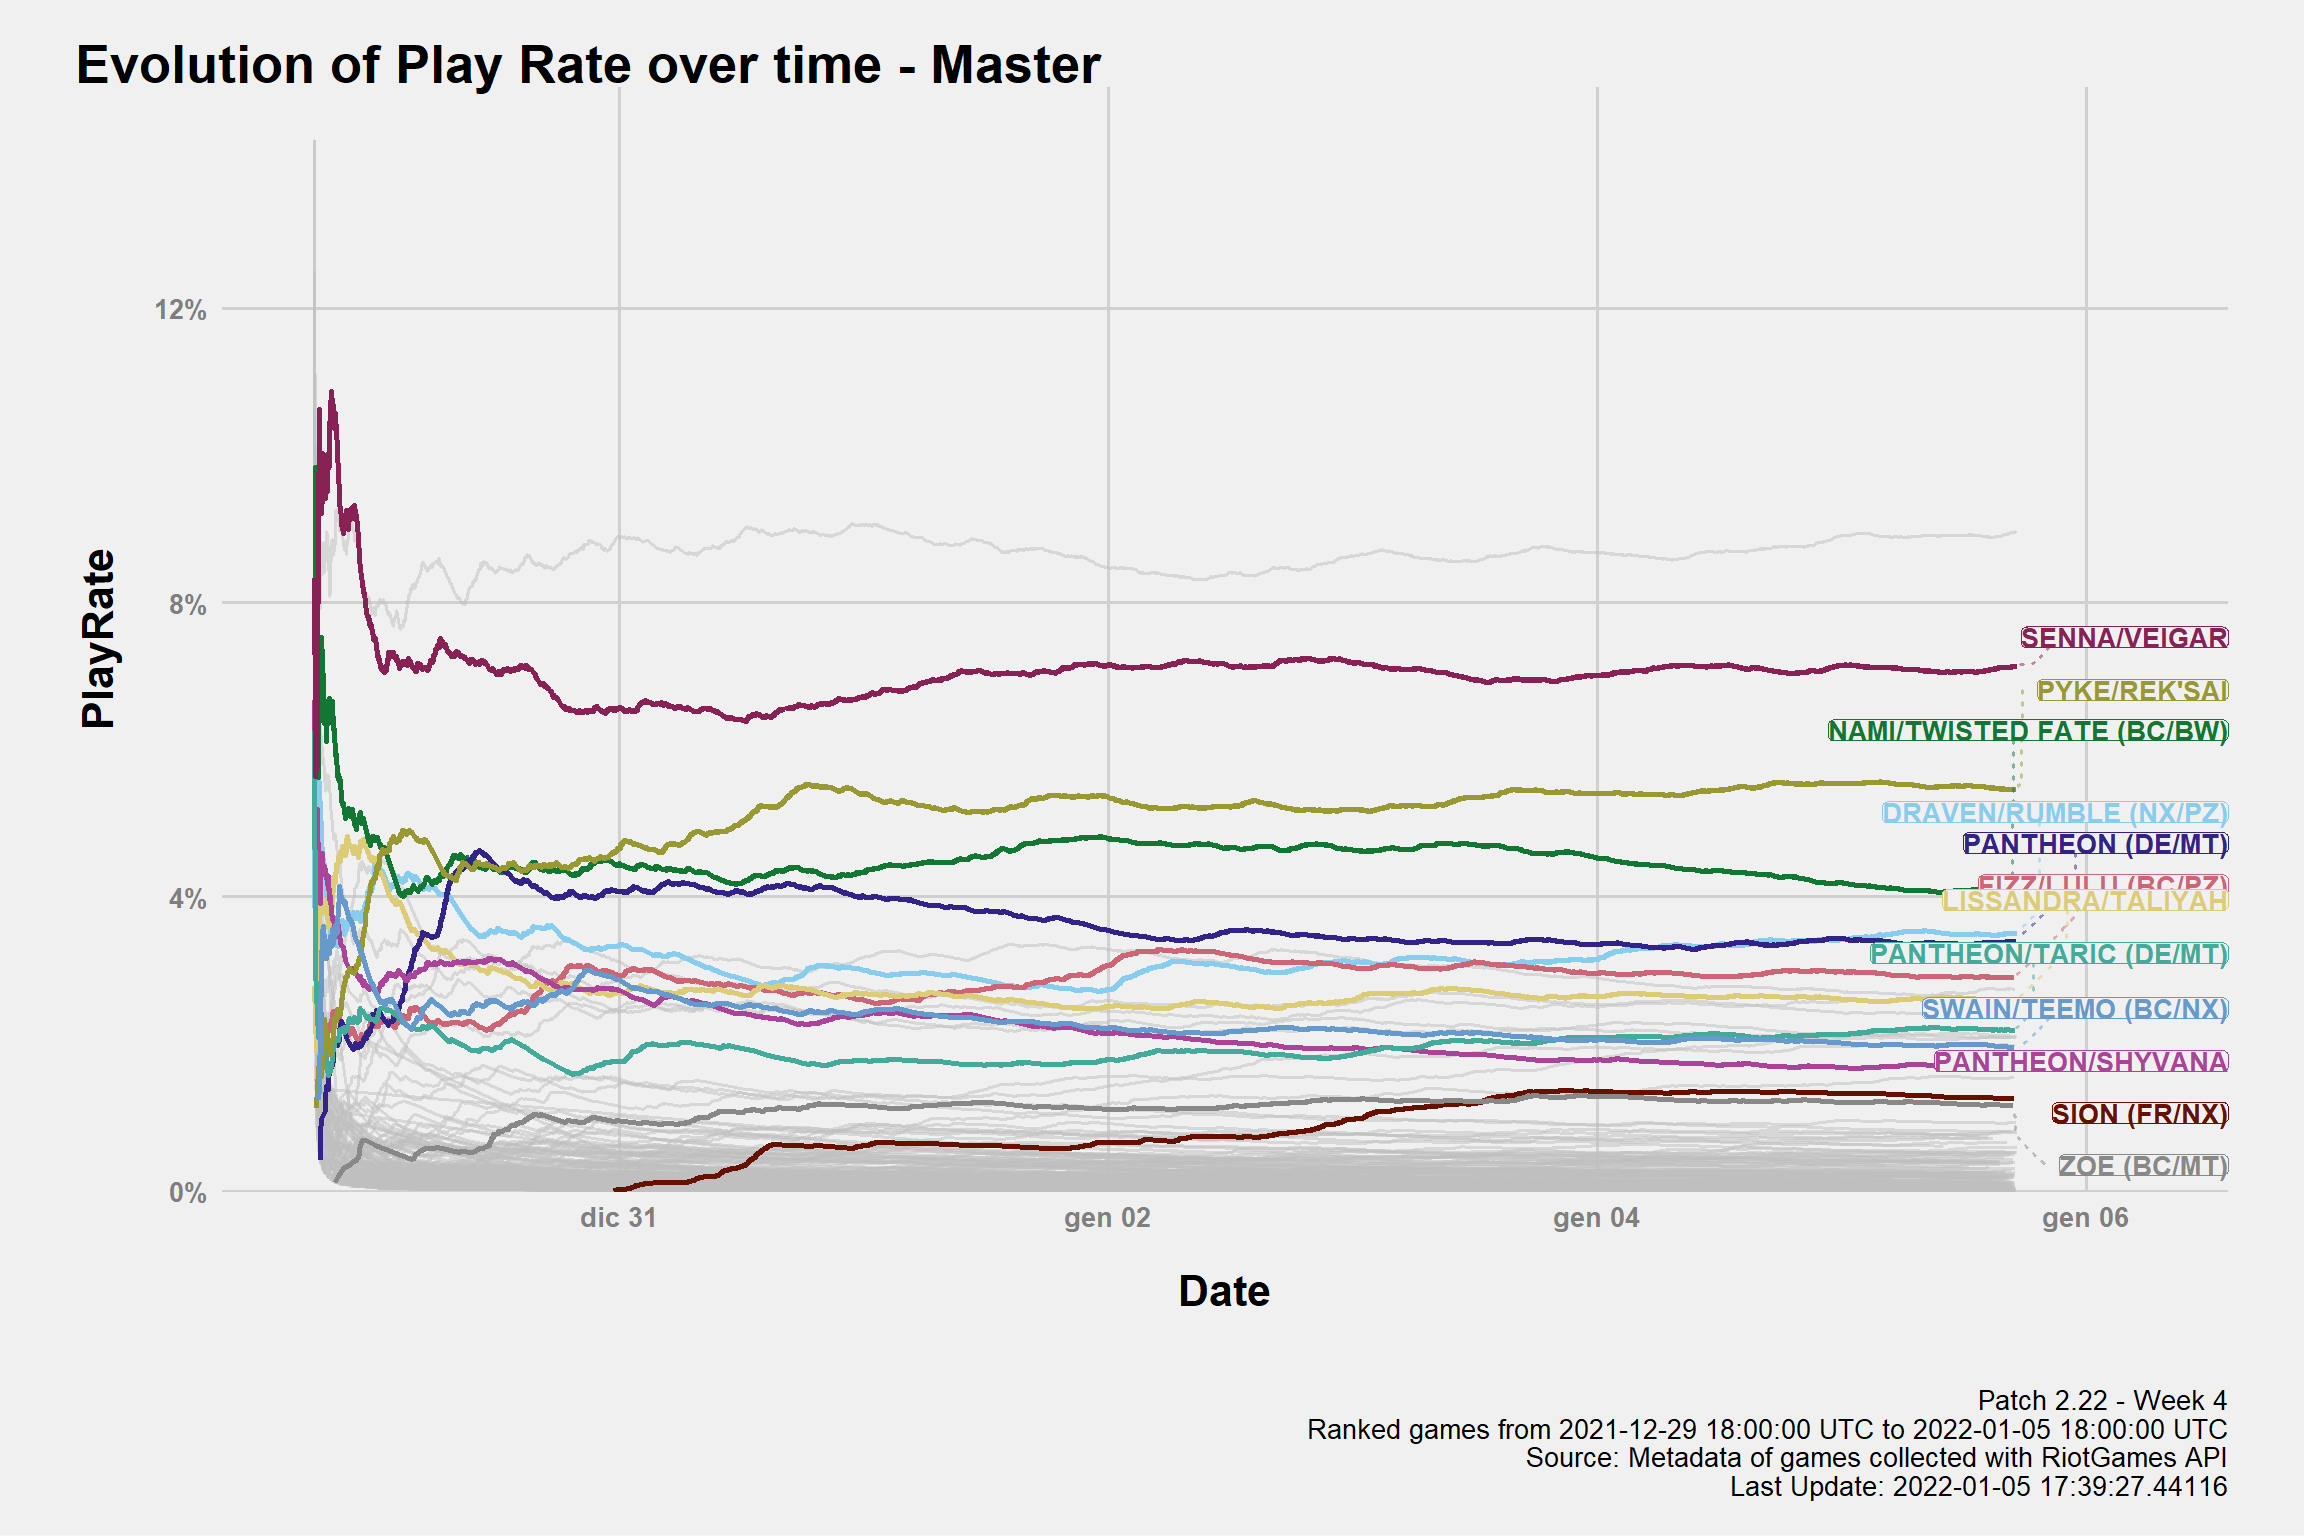 Evolution of Play Rate over time - Master
PlayRate
12%
8%
4%
0%
SENNA/VEIGAR
PYKE/REK'SAI
NAMI/TWISTED FATE (BC/BW)
DRAVEN/RUMBLE (NX/PZ)
PANTHEON (DE/MT)
FIZZ/LULU (BC/PZ)
LISSANDRA/TALIYAH
PANTHEON/TARIC (DE/MT)
SWAIN/TEEMO (BC/NX)
PANTHEON/SHYVANA
SION (FR/NX)
ZOE (BC/MT)
dic 31
gen 02
gen 04
gen 06
Date
Patch 2.22 - Week 4
Ranked games from 2021-12-29 18:00:00 UTC to 2022-01-05 18:00:00 UTC
Source: Metadata of games collected with RiotGames API
Last Update: 2022-01-05 17:39:27.44116